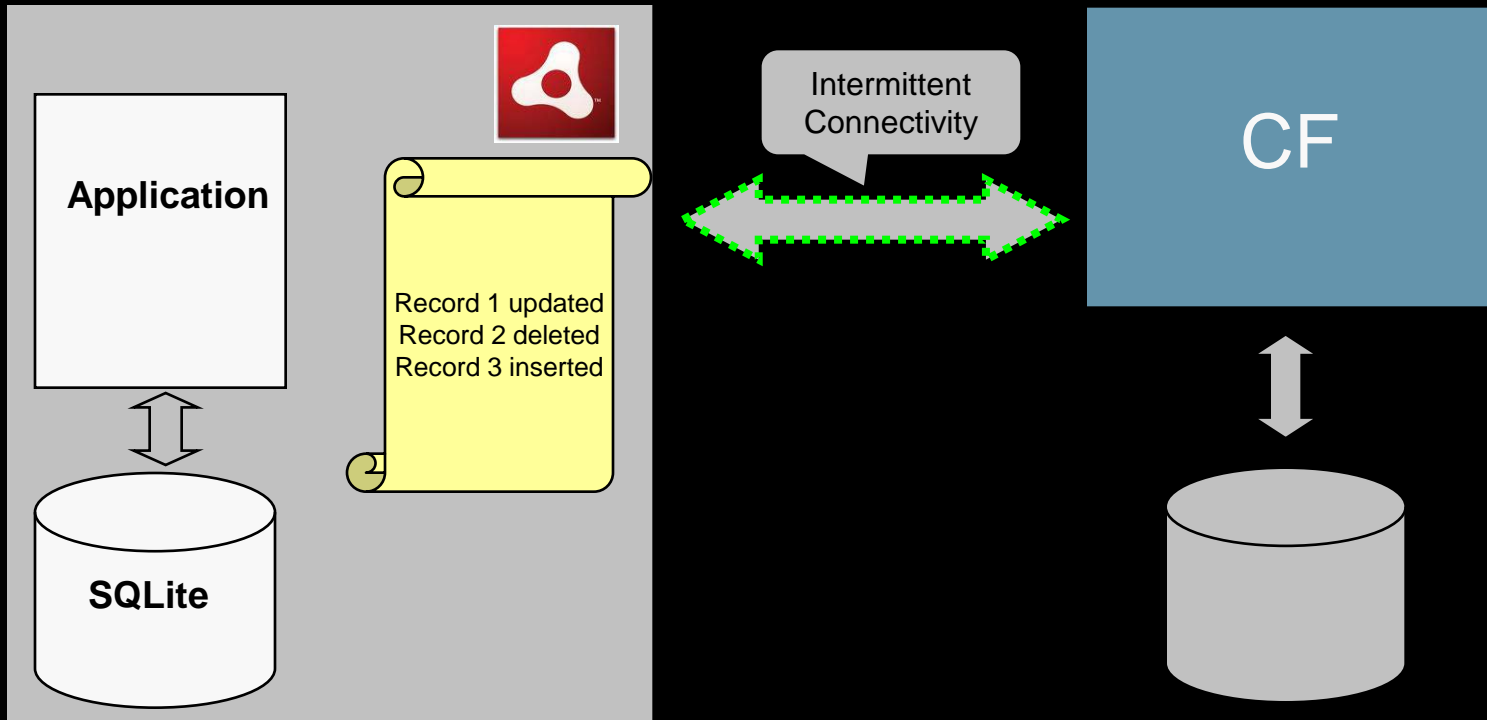 Application
SQLite
Record 1 updated
Record 2 deleted
Record 3 inserted
Intermittent
Connectivity
CF